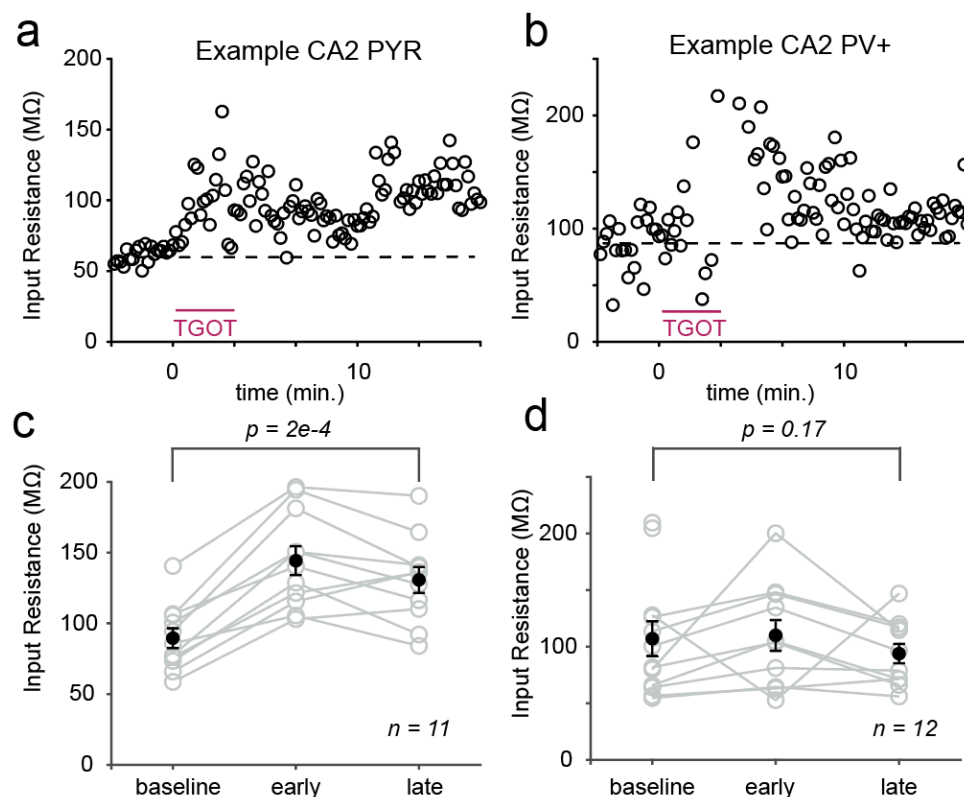 a
Example CA2 PYR
Input Resistance (MΩ)
200
150
100
50
0
TGOT
0
10
time (min.)
b
Example CA2 PV+
Input Resistance (MΩ)
200
100
0
TGOT
0
10
time (min.)
c
p = 2e-4
Input Resistance (MΩ)
200
150
100
50
0
n = 11
baseline
early
late
d
p = 0.17
Input Resistance (MΩ)
200
100
0
n = 12
baseline
early
late